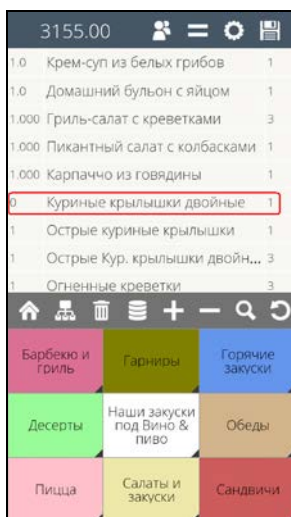 3155.00
1.0 Крем-суп из белых грибов 1
1.0 Домашний бульон с яйцом 1
1.000 Гриль-салат с креветками 3
1.000 Пикантный салат с колбасками 1
1.000 Карпаччо из говядины 1
0 Куриные крылышки двойные 1
1 Острые куриные крылышки 1
1 Острые Кур. крылышки двойн... 3
1 Огненные креветки 3
Барбекю и
гриль
Гарниры
Горячие
закуски
Десерты
Наши закуски
под Вино &
пиво
Обеды
Пицца
Салаты и
закуски
Сандвичи